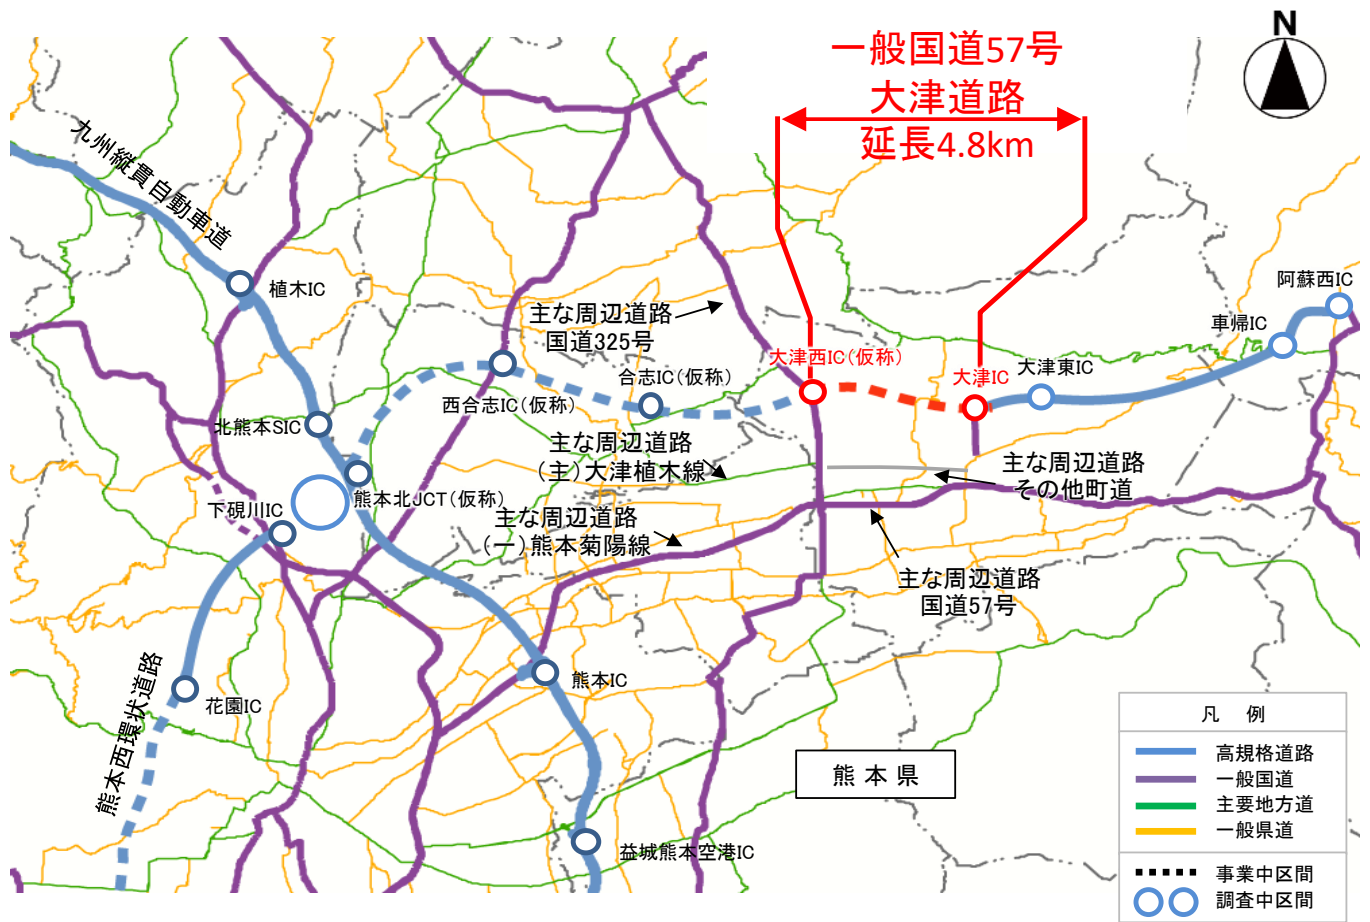 一般国道57号
大津道路
延長4.8km
N
九州縦貫自動車道
植木IC
阿蘇西IC
車帰IC
主な周辺道路
国道325号
大津西IC(仮称)
大津IC
大津東IC
合志IC(仮称)
西合志IC(仮称)
北熊本SIC
主な周辺道路
(主)大津植木線
主な周辺道路
その他町道
熊本北JCT(仮称)
下硯川IC
主な周辺道路
(一)熊本菊陽線
主な周辺道路
国道57号
熊本西環状道路
花園IC
熊本IC
熊本県
益城熊本空港IC
凡 例
高規格道路
一般国道
主要地方道
一般県道
事業中区間
調査中区間